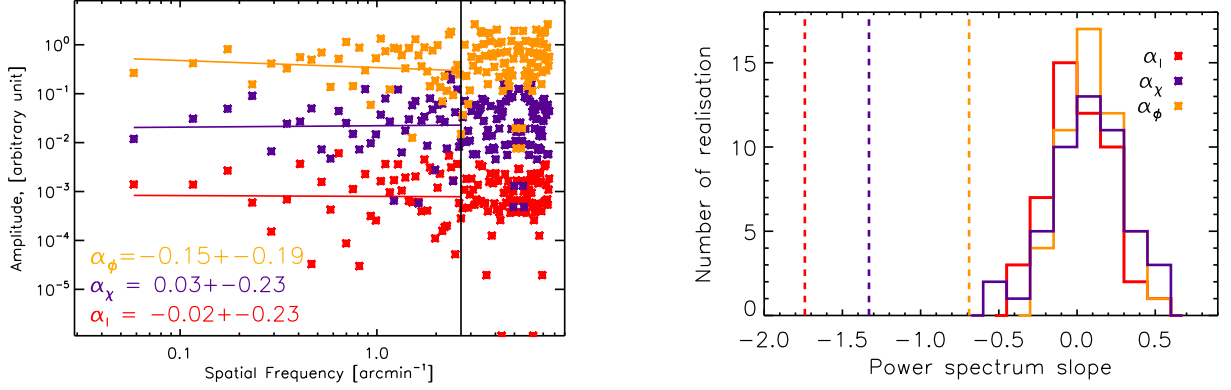 10⁰
10⁻¹
10⁻²
10⁻³
10⁻⁴
10⁻⁵
Amplitude, [arbitrary unit]
α_ϕ=−0.15+−0.19
α_χ = 0.03+−0.23
α_I = −0.02+−0.23
0.1 1.0
Spatial Frequency [arcmin⁻¹]
15
10
5
0
Number of realisation
α_I
α_χ
α_ϕ
−2.0 −1.5 −1.0 −0.5 0.0 0.5
Power spectrum slope